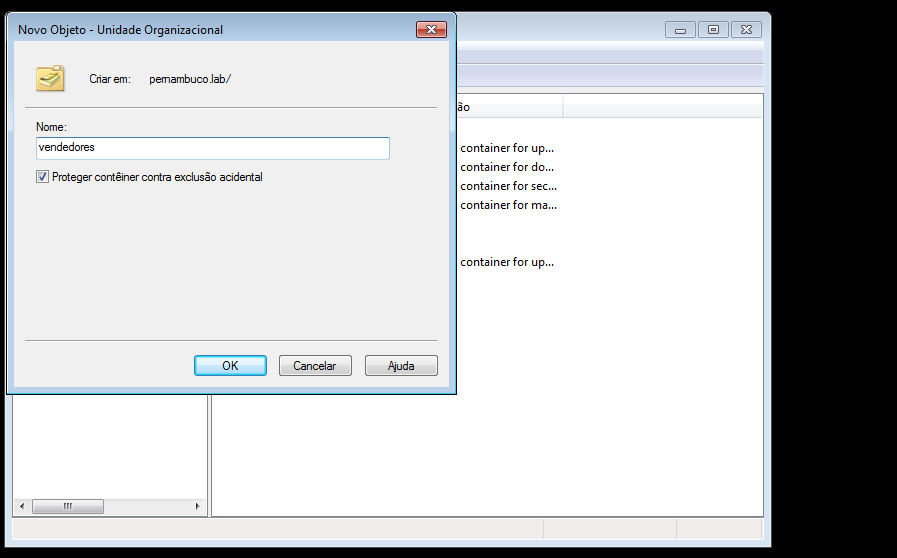 Novo Objeto - Unidade Organizacional
Criar em: pernambuco.lab/
Nome:
vendedores
Proteger contêiner contra exclusão acidental
OK Cancelar Ajuda
ão
container for up...
container for do...
container for sec...
container for ma...
container for up...